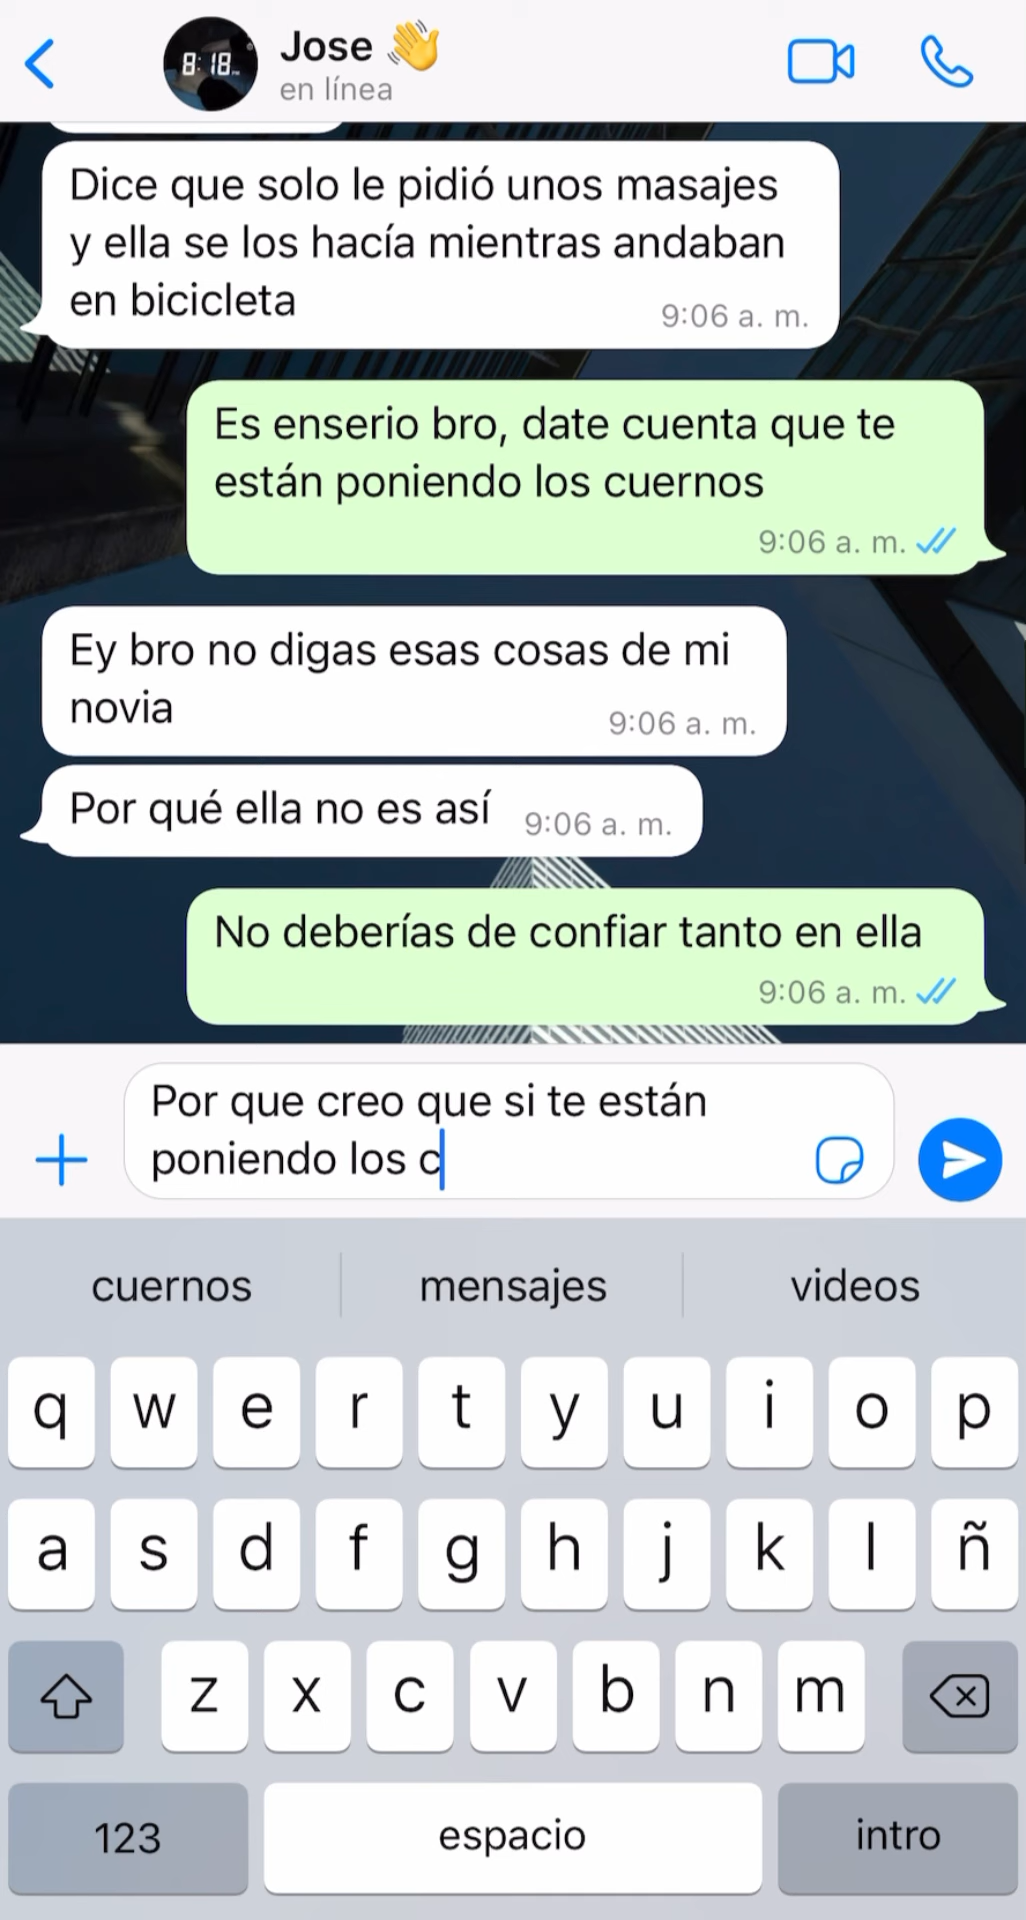 Jose 👋
en línea
8:18
Dice que solo le pidió unos masajes
y ella se los hacía mientras andaban
en bicicleta
9:06 a. m.
Es enserio bro, date cuenta que te
están poniendo los cuernos
9:06 a. m.
Ey bro no digas esas cosas de mi
novia
9:06 a. m.
Por qué ella no es así
9:06 a. m.
No deberías de confiar tanto en ella
9:06 a. m.
Por que creo que si te están
poniendo los c
cuernos mensajes videos
q w e r t y u i o p
a s d f g h j k l ñ
z x c v b n m
123 espacio intro